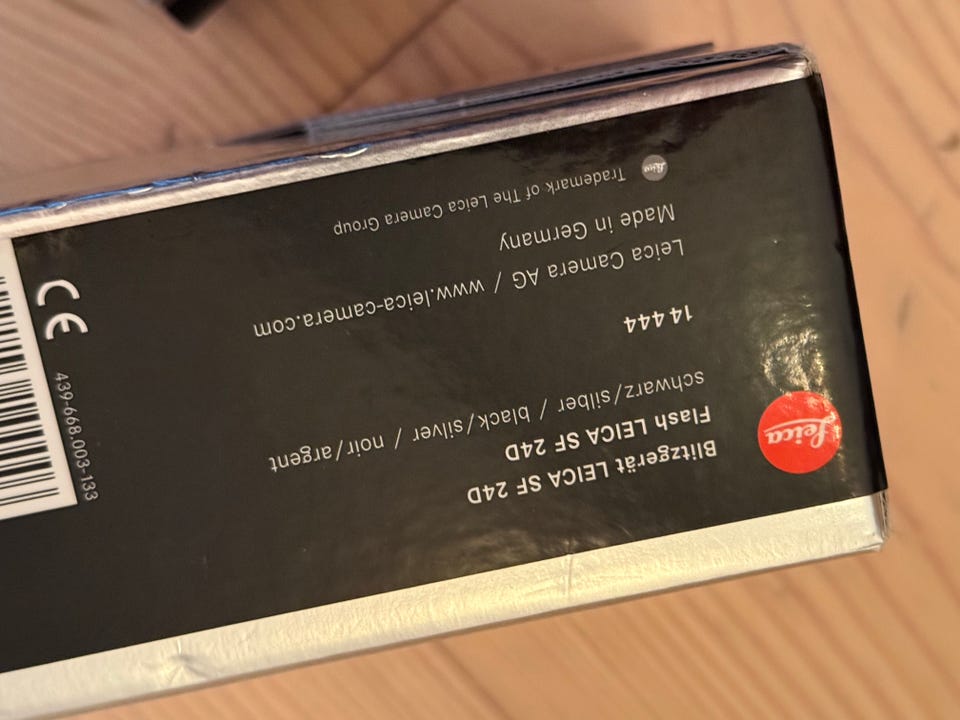 Leica
Blitzgerät LEICA SF 24D
Flash LEICA SF 24D
schwarz/silber / black/silver / noir/argent
14 444
Leica Camera AG / www.leica-camera.com
Made in Germany
Leica Trademark of The Leica Camera Group
CE
439-668.003-133